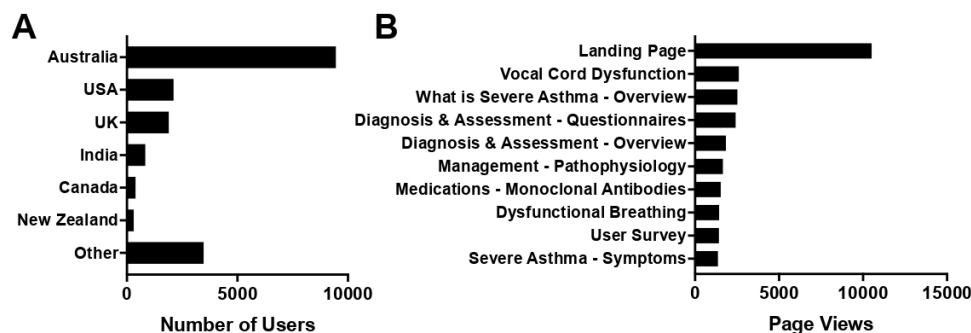 A
Australia
USA
UK
India
Canada
New Zealand
Other
0 5000 10000
Number of Users
B
Landing Page
Vocal Cord Dysfunction
What is Severe Asthma - Overview
Diagnosis & Assessment - Questionnaires
Diagnosis & Assessment - Overview
Management - Pathophysiology
Medications - Monoclonal Antibodies
Dysfunctional Breathing
User Survey
Severe Asthma - Symptoms
0 5000 10000 15000
Page Views